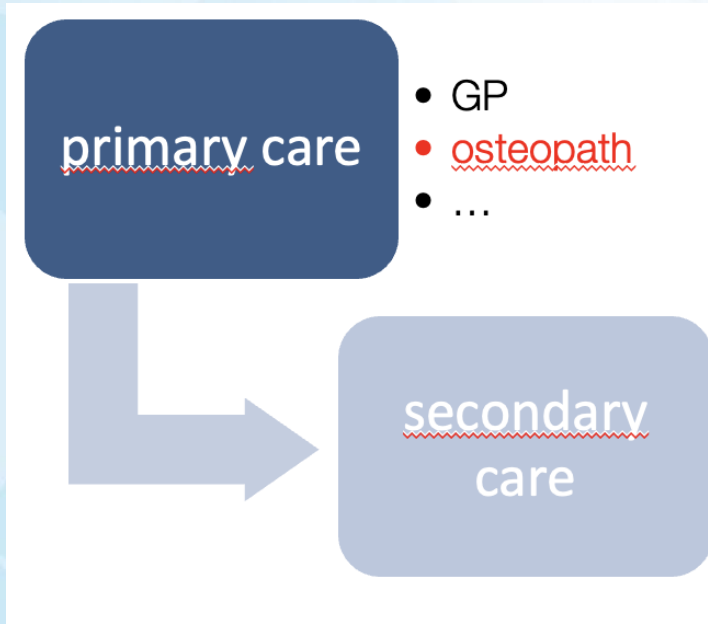 primary care
• GP
• osteopath
• ...
secondary
care